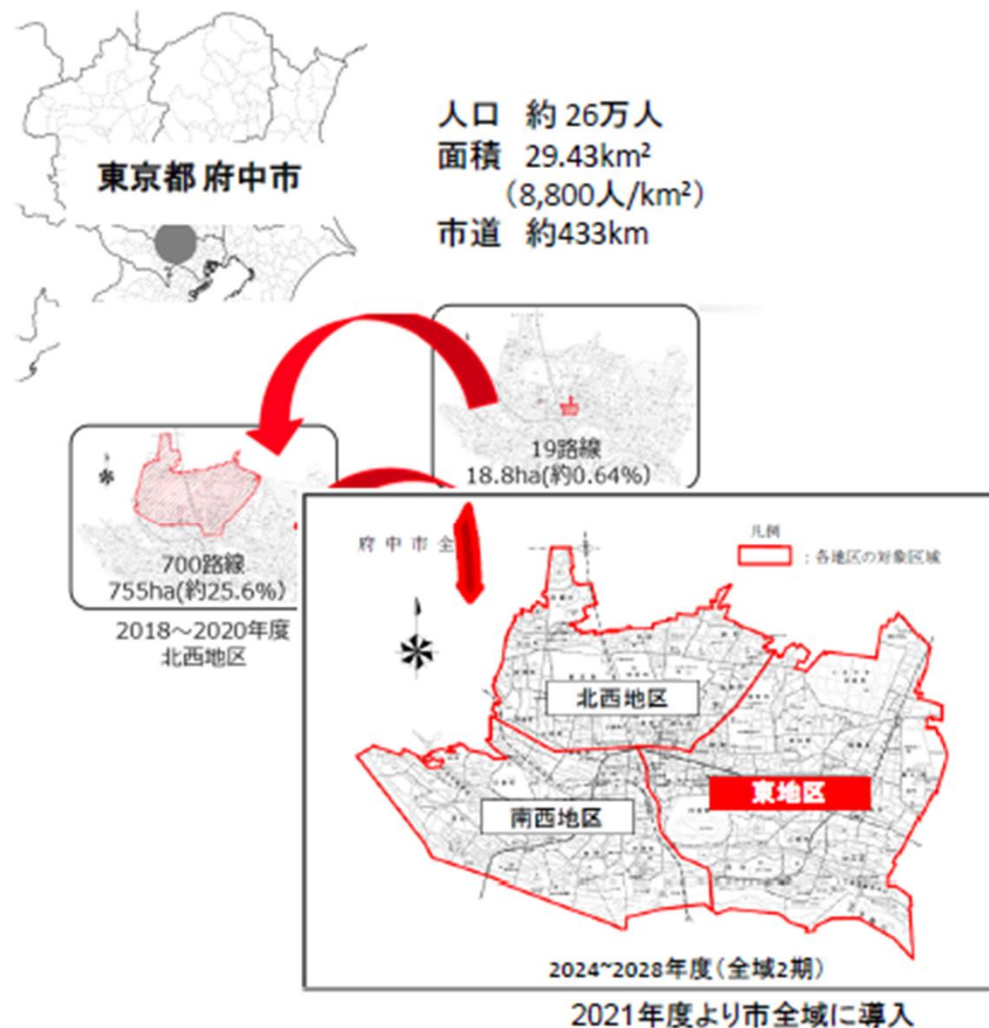 東京都 府中市
人口 約 26万人
面積 29.43km²
(8,800人/km²)
市道 約433km
19路線
18.8ha(約0.64%)
700路線
755ha(約25.6%)
2018~2020年度
北西地区
府中市全
凡例
：各地区の対象区域
北西地区
東地区
南西地区
2024~2028年度(全域2期)
2021年度より市全域に導入